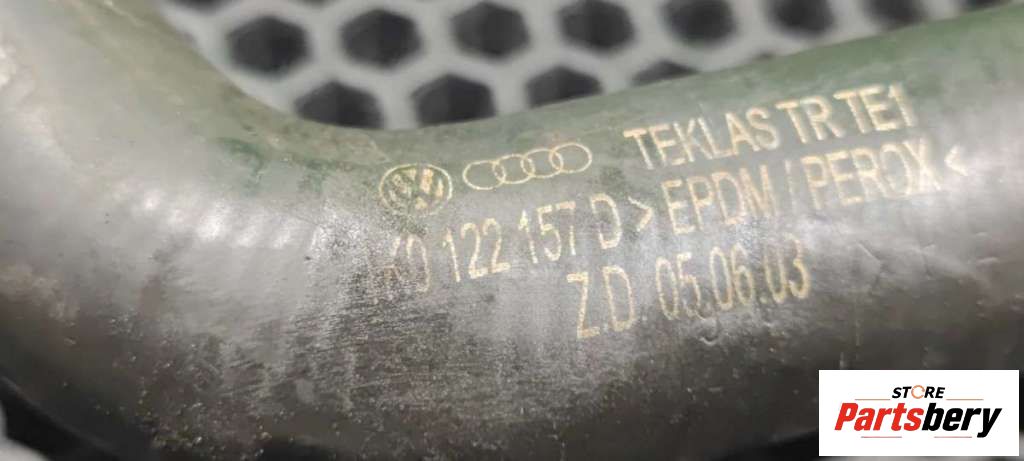 TEKLAS TR TE1
122 157 D >EPDM / PEROX<
Z.D. 05.06.03
STORE
Partsbery